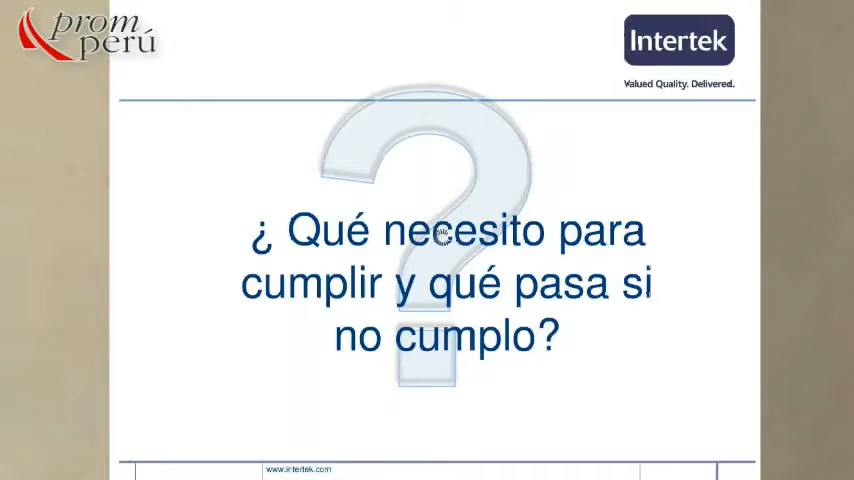 prom
perú
Intertek
Valued Quality. Delivered.
¿ Qué necesito para
cumplir y qué pasa si
no cumplo?
www.intertek.com